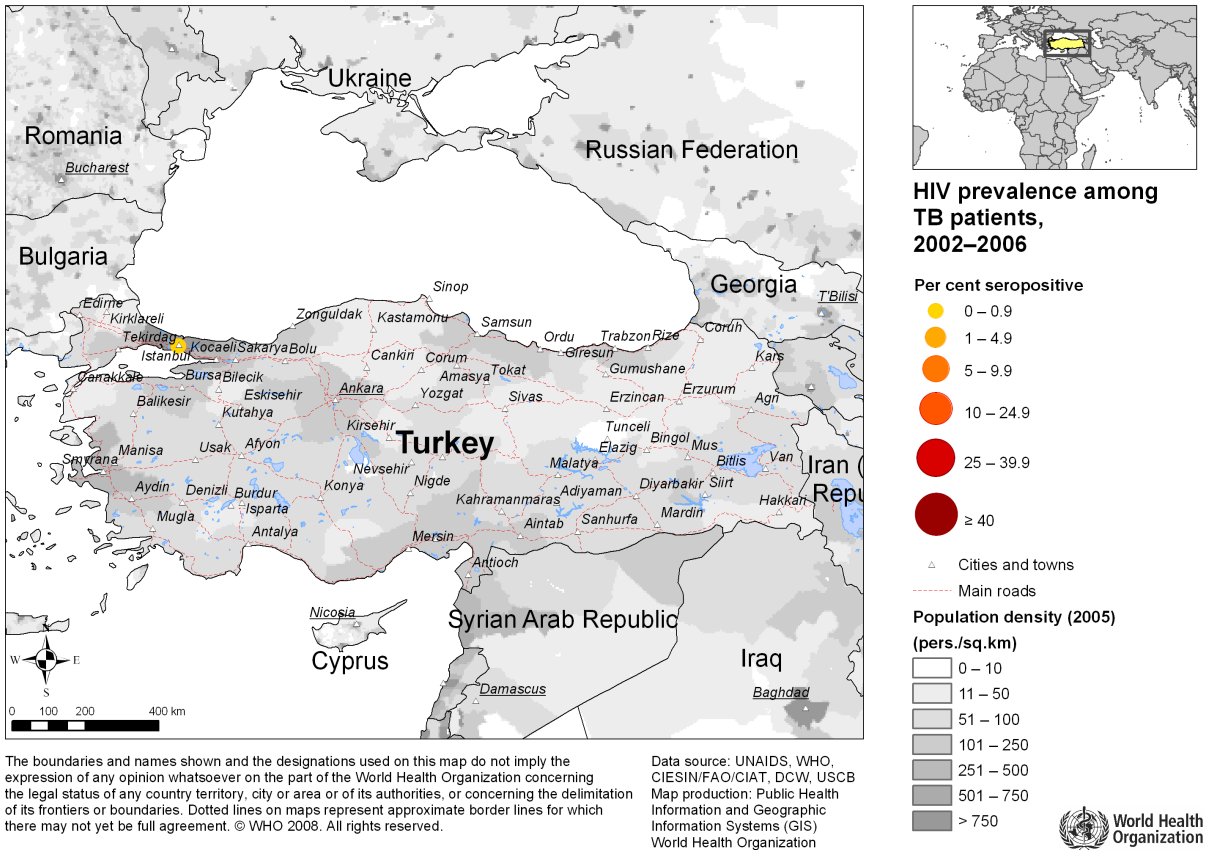 Ukraine
Romania
Bucharest
Russian Federation
Bulgaria
Georgia
T'Bilisi
Sinop
Edirne
Kirklareli
Zonguldak
Kastamonu
Samsun
Ordu
Trabzon
Rize
Coruh
Tekirdag
Istanbul
Kocaeli
Sakarya
Bolu
Cankiri
Corum
Giresun
Kars
Canakkale
Bursa
Bilecik
Ankara
Amasya
Tokat
Gumushane
Balikesir
Eskisehir
Yozgat
Sivas
Erzincan
Erzurum
Agri
Kutahya
Kirsehir
Turkey
Tunceli
Bingol
Mus
Manisa
Usak
Afyon
Elazig
Smyrana
Nevsehir
Malatya
Bitlis
Van
Iran (
Repu
Aydin
Denizli
Burdur
Konya
Nigde
Kahramanmaras
Adiyaman
Diyarbakir
Siirt
Hakkari
Mugla
Isparta
Antalya
Mersin
Aintab
Sanhurfa
Mardin
Antioch
Nicosia
Cyprus
Syrian Arab Republic
Iraq
Damascus
Baghdad
N
W E
S
0 100 200 400 km
HIV prevalence among
TB patients,
2002–2006
Per cent seropositive
0 – 0.9
1 – 4.9
5 – 9.9
10 – 24.9
25 – 39.9
≥ 40
Cities and towns
Main roads
Population density (2005)
(pers./sq.km)
0 – 10
11 – 50
51 – 100
101 – 250
251 – 500
501 – 750
> 750
The boundaries and names shown and the designations used on this map do not imply the
expression of any opinion whatsoever on the part of the World Health Organization concerning
the legal status of any country territory, city or area or of its authorities, or concerning the delimitation
of its frontiers or boundaries. Dotted lines on maps represent approximate border lines for which
there may not yet be full agreement. © WHO 2008. All rights reserved.
Data source: UNAIDS, WHO,
CIESIN/FAO/CIAT, DCW, USCB
Map production: Public Health
Information and Geographic
Information Systems (GIS)
World Health Organization
World Health
Organization